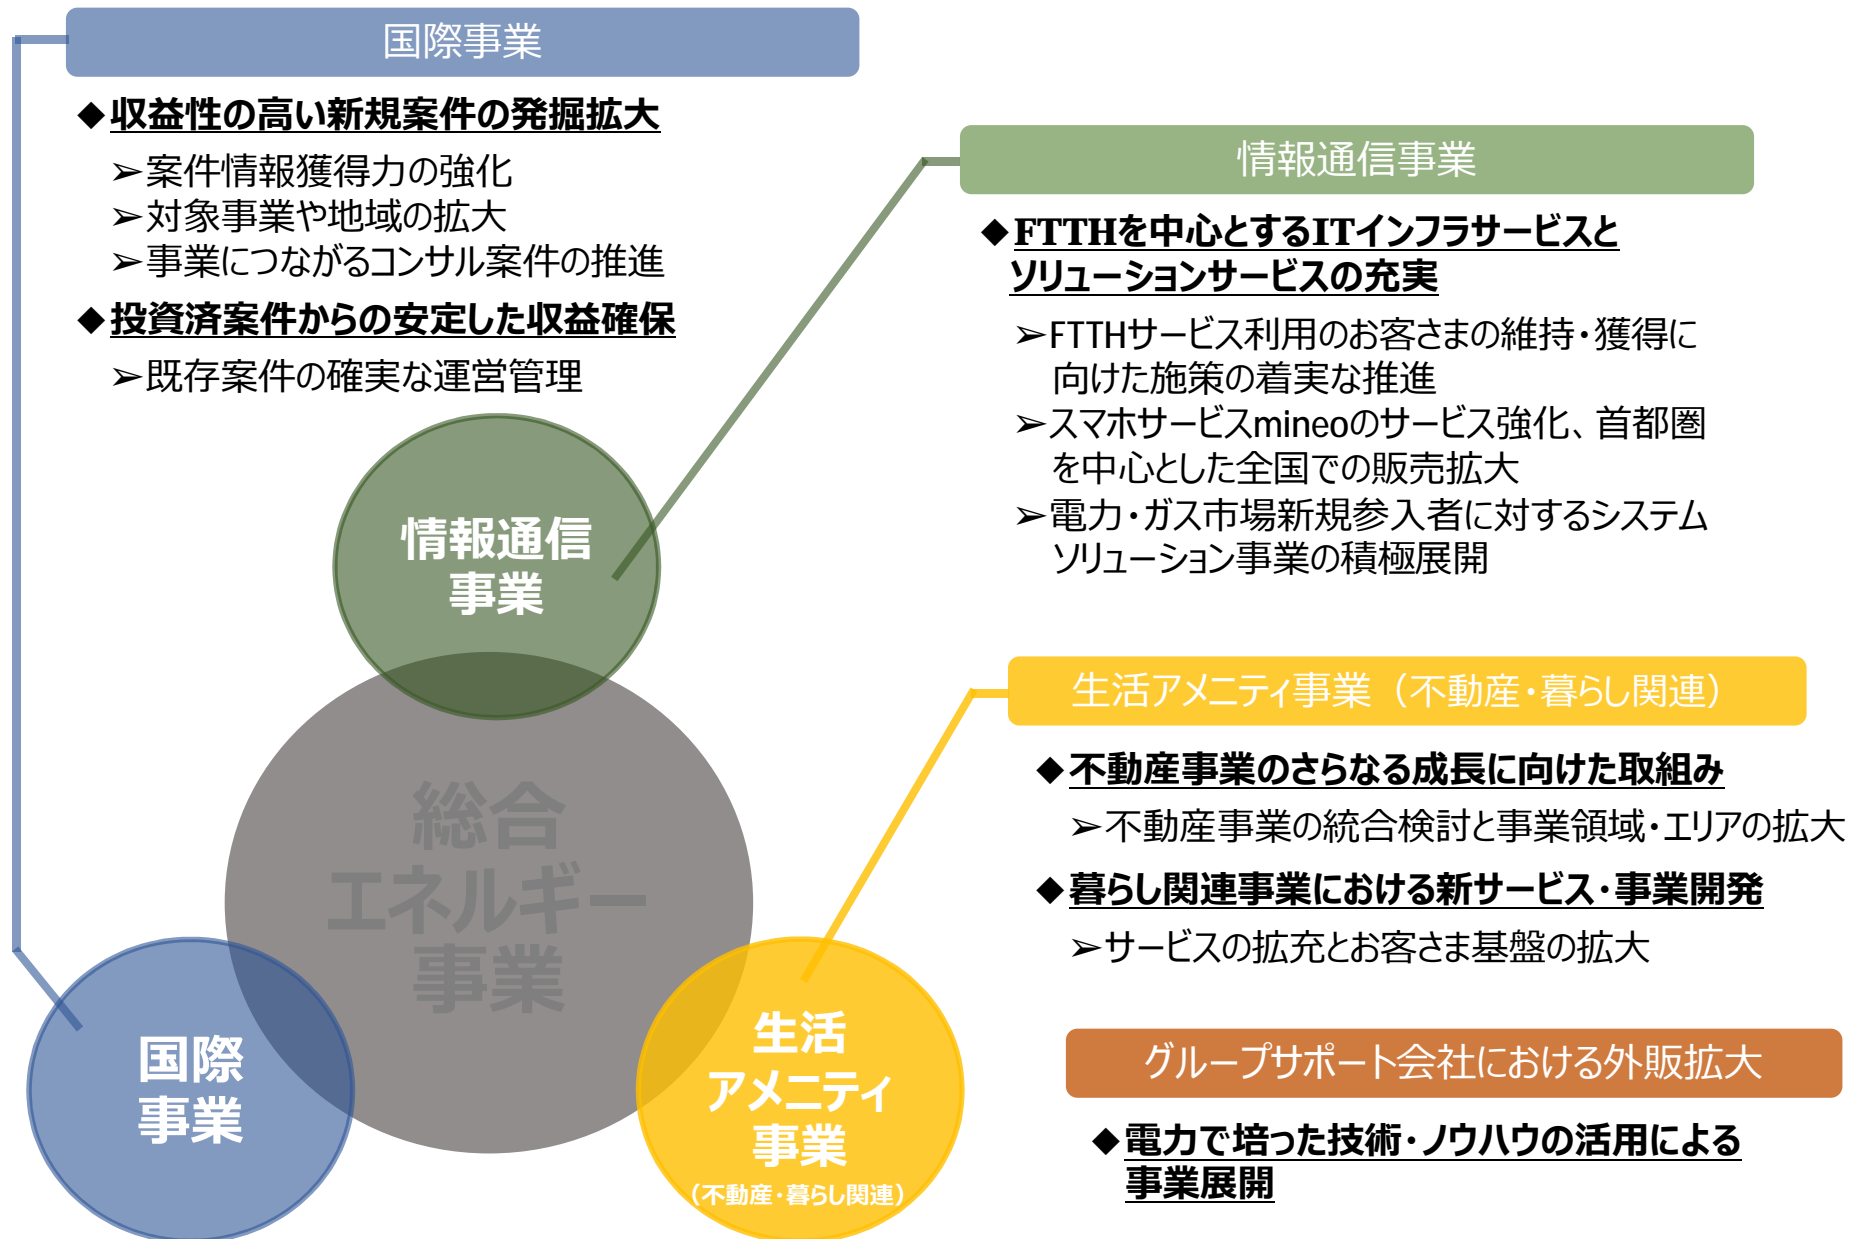 国際事業
◆収益性の高い新規案件の発掘拡大
➢案件情報獲得力の強化
➢対象事業や地域の拡大
➢事業につながるコンサル案件の推進
◆投資済案件からの安定した収益確保
➢既存案件の確実な運営管理
情報通信事業
◆FTTHを中心とするITインフラサービスと
ソリューションサービスの充実
➢FTTHサービス利用のお客さまの維持・獲得に
向けた施策の着実な推進
➢スマホサービスmineoのサービス強化、首都圏
を中心とした全国での販売拡大
➢電力・ガス市場新規参入者に対するシステム
ソリューション事業の積極展開
生活アメニティ事業（不動産・暮らし関連）
◆不動産事業のさらなる成長に向けた取組み
➢不動産事業の統合検討と事業領域・エリアの拡大
◆暮らし関連事業における新サービス・事業開発
➢サービスの拡充とお客さま基盤の拡大
グループサポート会社における外販拡大
◆電力で培った技術・ノウハウの活用による
事業展開
情報通信
事業
総合
エネルギー
事業
国際
事業
生活
アメニティ
事業
（不動産・暮らし関連）